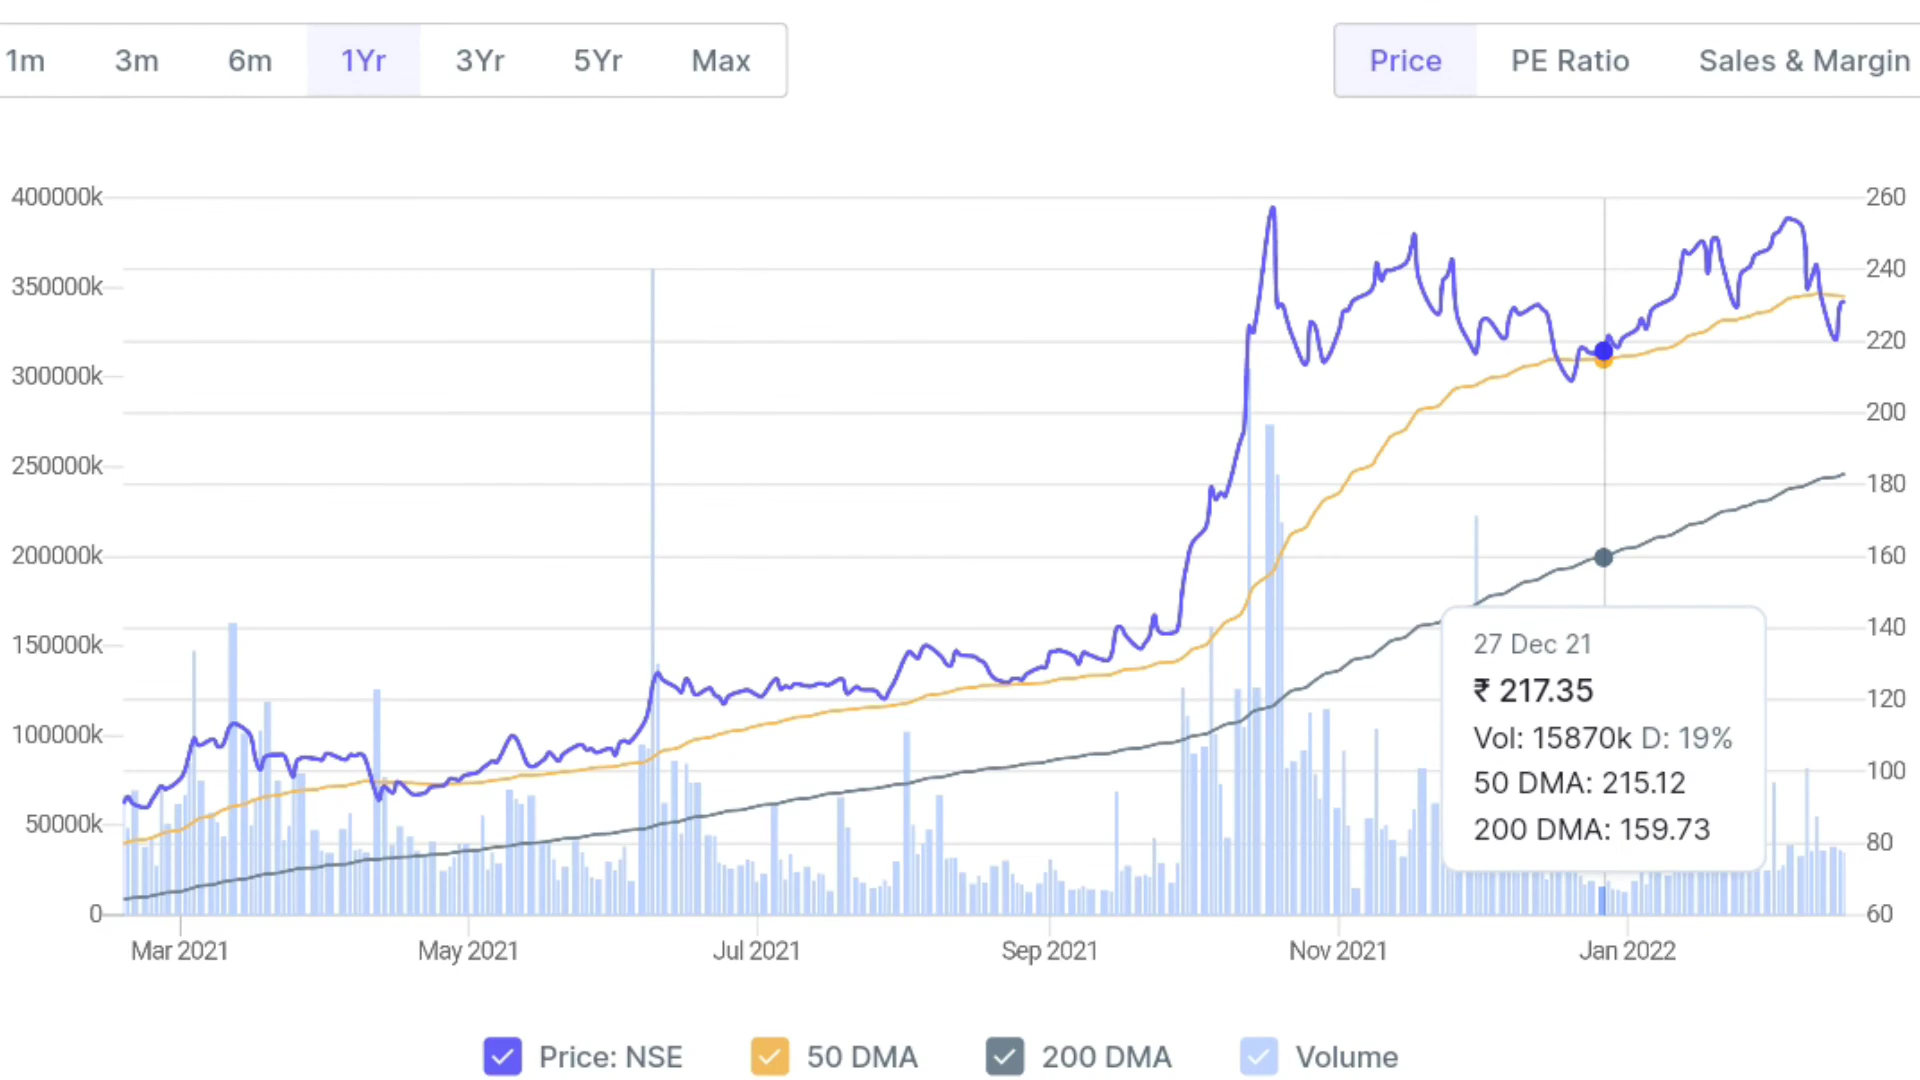 1m 3m 6m 1Yr 3Yr 5Yr Max Price PE Ratio Sales & Margin
400000k 260
350000k 240
300000k 220
250000k 200
200000k 180
150000k 160
100000k 140
50000k 120
0 100
80
60
27 Dec 21
₹ 217.35
Vol: 15870k D: 19%
50 DMA: 215.12
200 DMA: 159.73
Mar 2021 May 2021 Jul 2021 Sep 2021 Nov 2021 Jan 2022
Price: NSE 50 DMA 200 DMA Volume